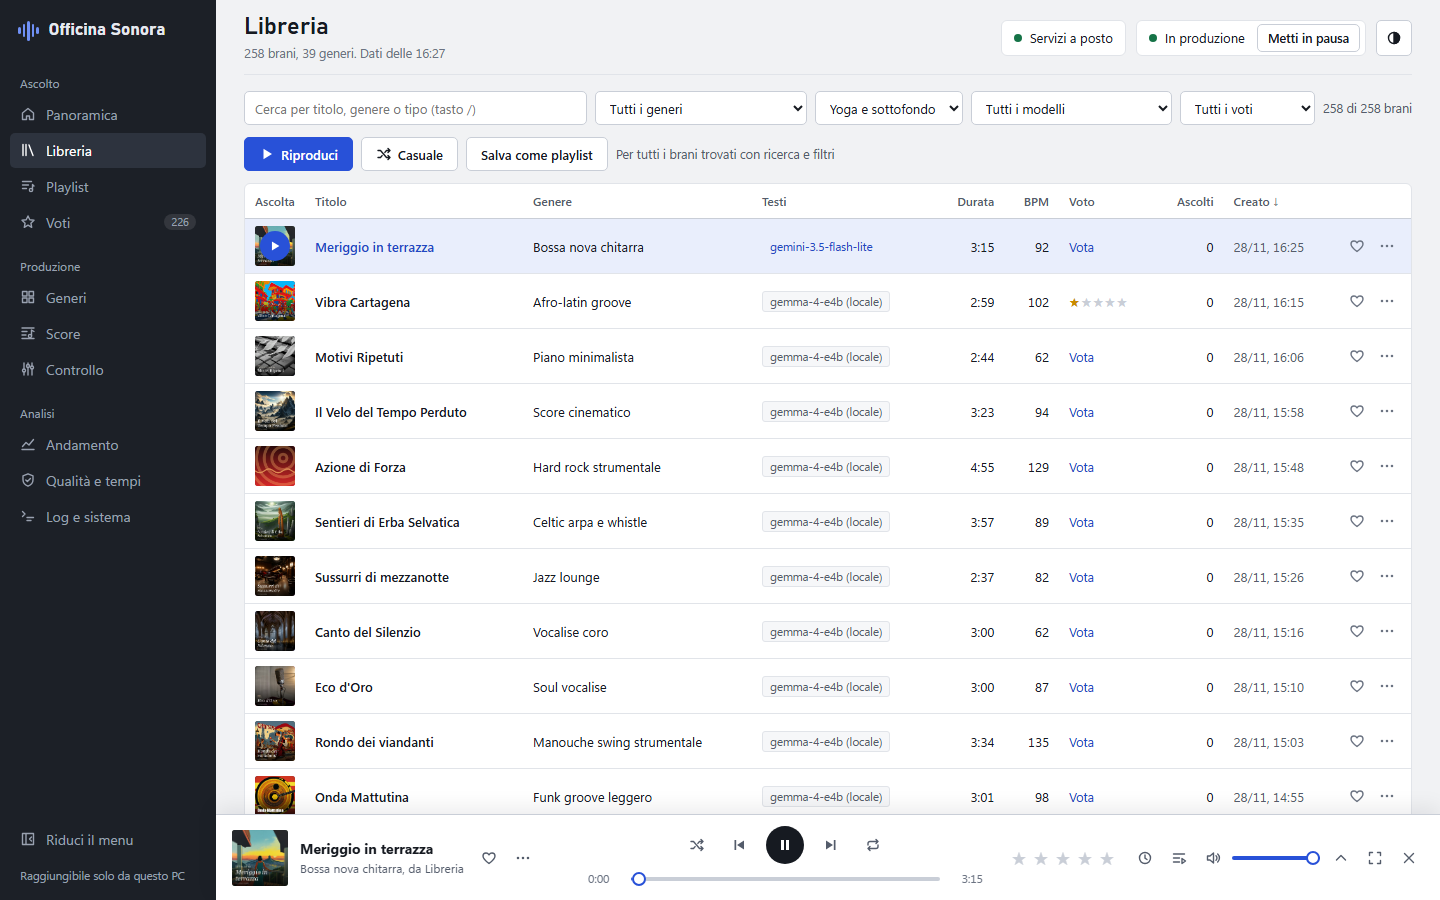 Officina Sonora
Ascolto
Panoramica
Libreria
Playlist
Voti 226
Produzione
Generi
Score
Controllo
Analisi
Andamento
Qualità e tempi
Log e sistema
Riduci il menu
Raggiungibile solo da questo PC
Libreria
258 brani, 39 generi. Dati delle 16:27
Servizi a posto
In produzione Metti in pausa
Cerca per titolo, genere o tipo (tasto /) Tutti i generi Yoga e sottofondo Tutti i modelli Tutti i voti 258 di 258 brani
Riproduci Casuale Salva come playlist Per tutti i brani trovati con ricerca e filtri
Ascolta Titolo Genere Testi Durata BPM Voto Ascolti Creato ↓
Meriggio in terrazza Bossa nova chitarra gemini-3.5-flash-lite 3:15 92 Vota 0 28/11, 16:25
Vibra Cartagena Afro-latin groove gemma-4-e4b (locale) 2:59 102 0 28/11, 16:15
Motivi Ripetuti Piano minimalista gemma-4-e4b (locale) 2:44 62 Vota 0 28/11, 16:06
Il Velo del Tempo Perduto Score cinematico gemma-4-e4b (locale) 3:23 94 Vota 0 28/11, 15:58
Azione di Forza Hard rock strumentale gemma-4-e4b (locale) 4:55 129 Vota 0 28/11, 15:48
Sentieri di Erba Selvatica Celtic arpa e whistle gemma-4-e4b (locale) 3:57 89 Vota 0 28/11, 15:35
Sussurri di mezzanotte Jazz lounge gemma-4-e4b (locale) 2:37 82 Vota 0 28/11, 15:26
Canto del Silenzio Vocalise coro gemma-4-e4b (locale) 3:00 62 Vota 0 28/11, 15:16
Eco d'Oro Soul vocalise gemma-4-e4b (locale) 3:00 87 Vota 0 28/11, 15:10
Rondo dei viandanti Manouche swing strumentale gemma-4-e4b (locale) 3:34 135 Vota 0 28/11, 15:03
Onda Mattutina Funk groove leggero gemma-4-e4b (locale) 3:01 98 Vota 0 28/11, 14:55
Meriggio in terrazza
Meriggio in terrazza
Bossa nova chitarra, da Libreria
0:00 3:15